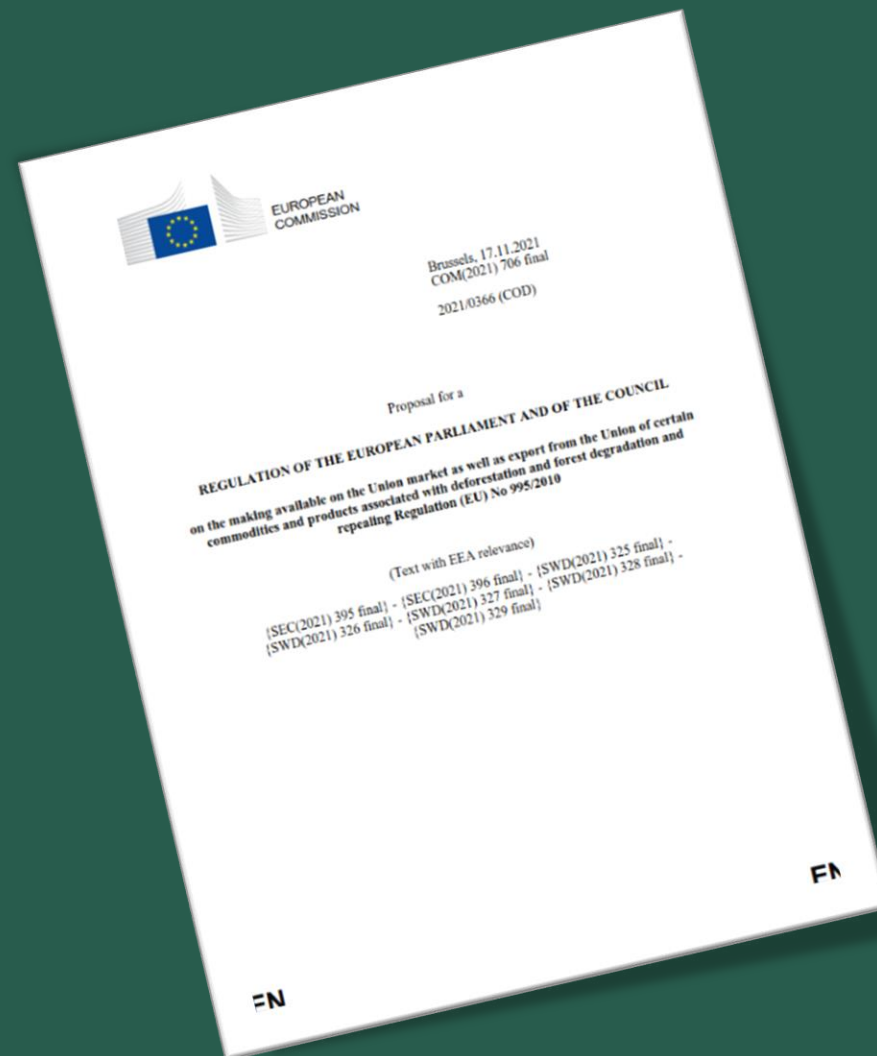 EUROPEAN
COMMISSION
Brussels, 17.11.2021
COM(2021) 706 final
2021/0366 (COD)
Proposal for a
REGULATION OF THE EUROPEAN PARLIAMENT AND OF THE COUNCIL
on the making available on the Union market as well as export from the Union of certain
commodities and products associated with deforestation and forest degradation and
repealing Regulation (EU) No 995/2010
(Text with EEA relevance)
{SEC(2021) 395 final} - {SEC(2021) 396 final} - {SWD(2021) 325 final} -
{SWD(2021) 326 final} - {SWD(2021) 327 final} - {SWD(2021) 328 final} -
{SWD(2021) 329 final}
EN
EN